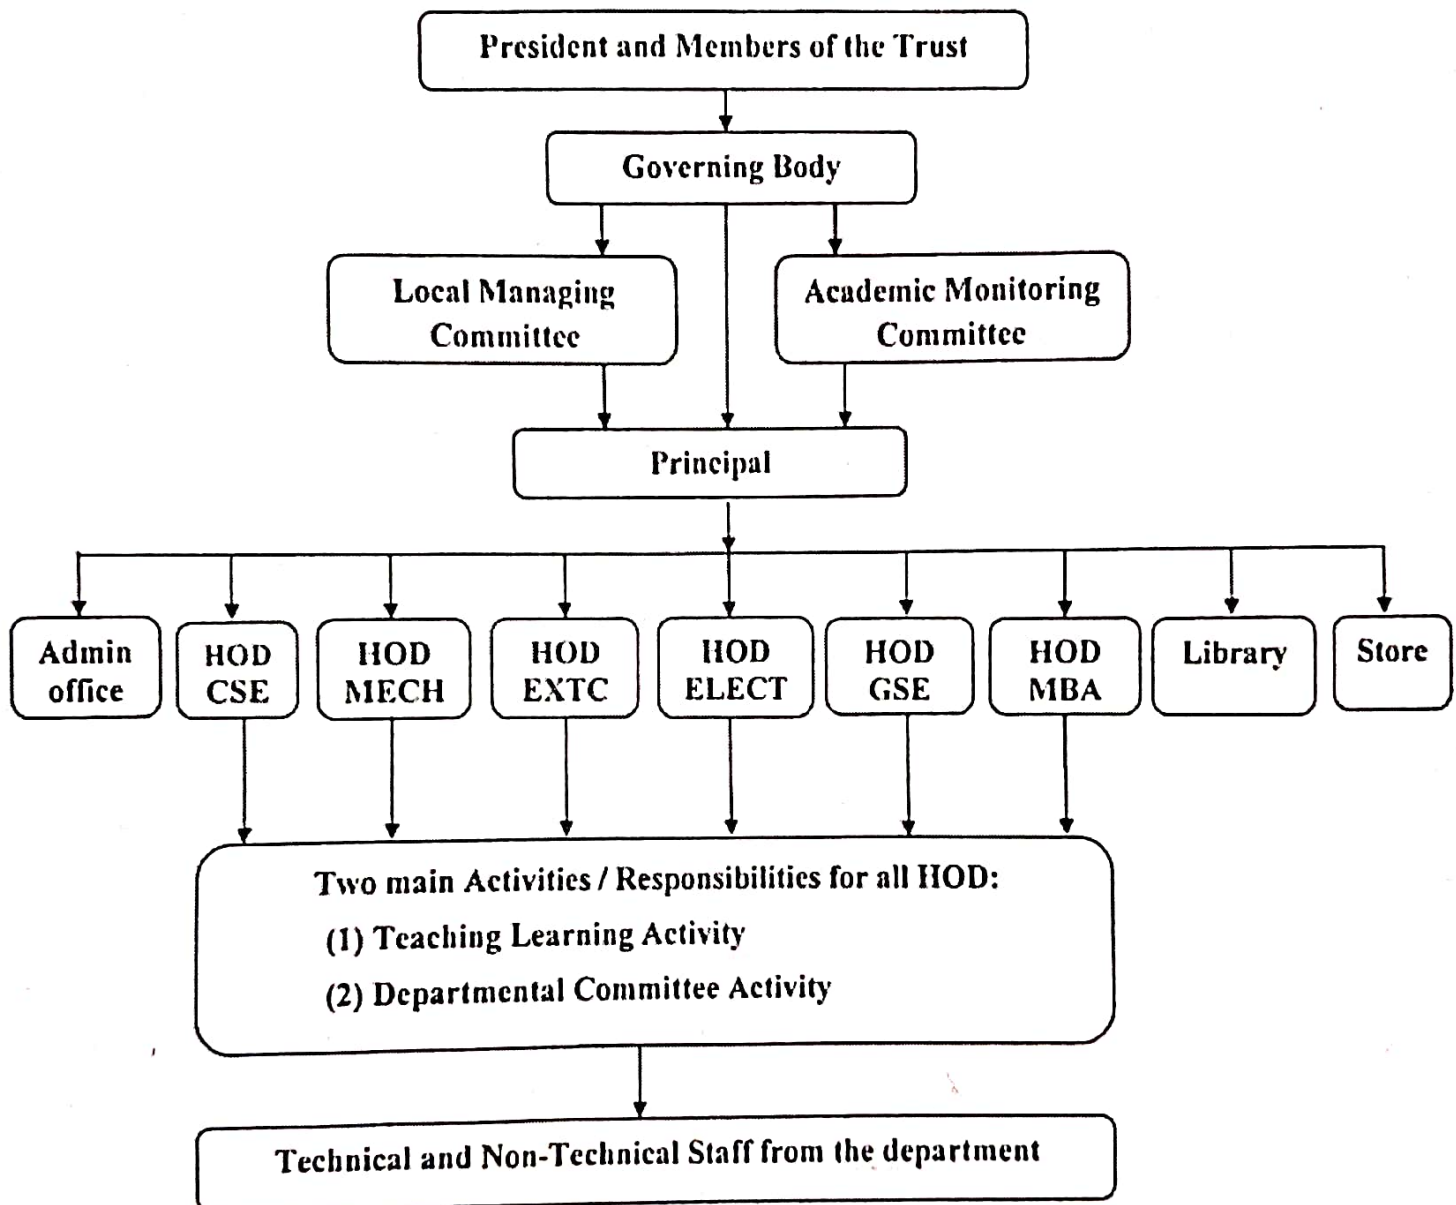 President and Members of the Trust
Governing Body
Local Managing
Committee
Academic Monitoring
Committee
Principal
Admin
office
HOD
CSE
HOD
MECH
HOD
EXTC
HOD
ELECT
HOD
GSE
HOD
MBA
Library
Store
Two main Activities / Responsibilities for all HOD:
(1) Teaching Learning Activity
(2) Departmental Committee Activity
Technical and Non-Technical Staff from the department